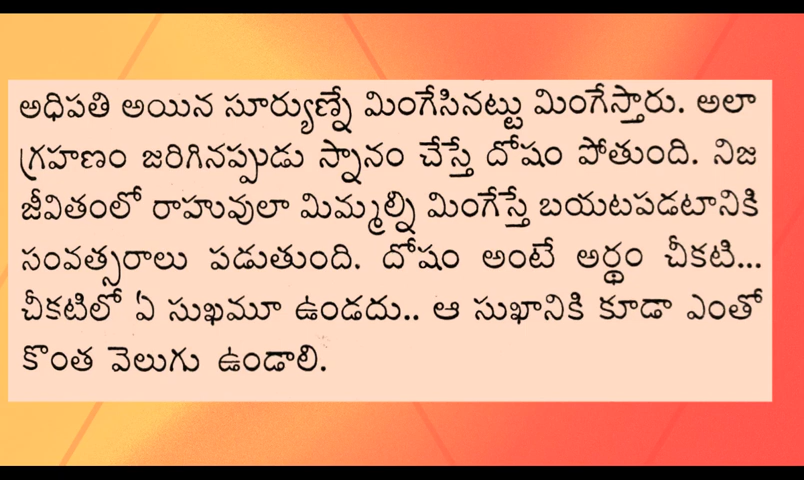 అధిపతి అయిన సూర్యుణ్నే మింగేసినట్టు మింగేస్తారు. అలా
గ్రహణం జరిగినప్పుడు స్నానం చేస్తే దోషం పోతుంది. నిజ
జీవితంలో రాహువులా మిమ్మల్ని మింగేస్తే బయటపడటానికి
సంవత్సరాలు పడుతుంది. దోషం అంటే అర్థం చీకటి...
చీకటిలో ఏ సుఖమూ ఉండదు.. ఆ సుఖానికి కూడా ఎంతో
కొంత వెలుగు ఉండాలి.